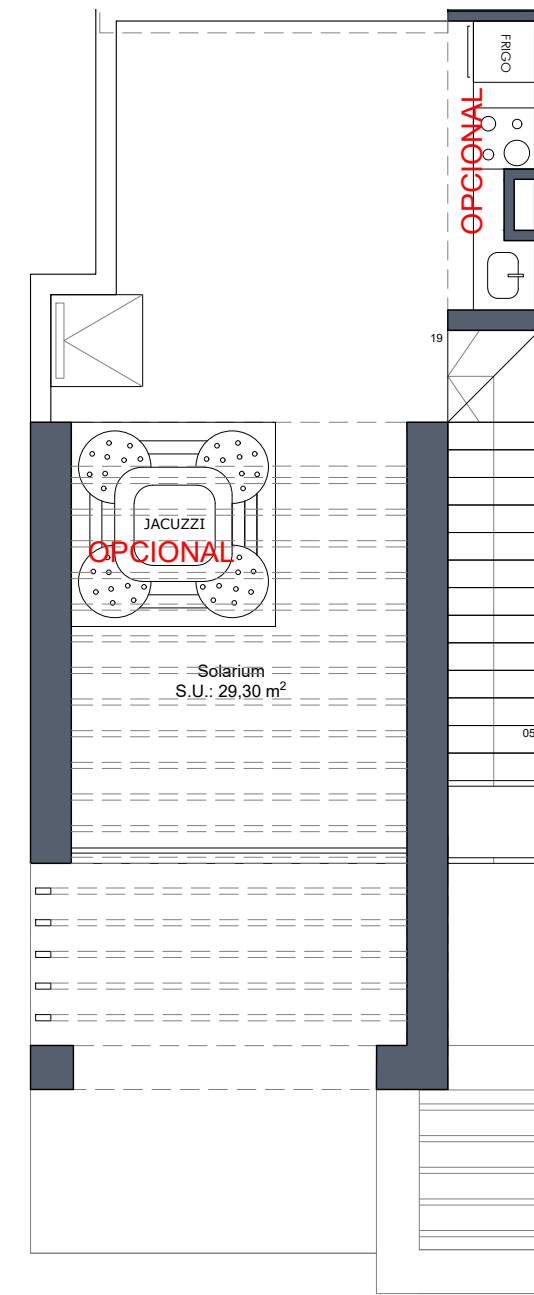 FRIGO
OPCIONAL
19
JACUZZI
OPCIONAL
Solarium
S.U.: 29,30 m²
05